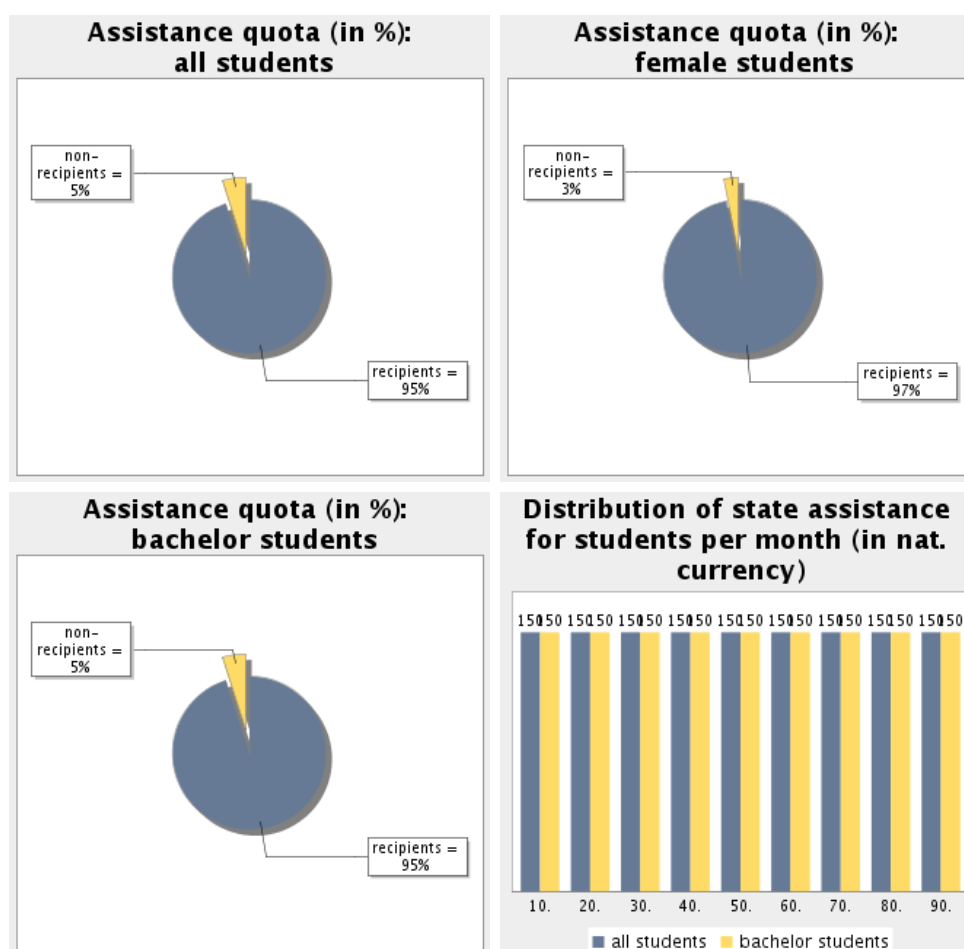 Assistance quota (in %):
all students
non-
recipients =
5%
recipients =
95%
Assistance quota (in %):
female students
non-
recipients =
3%
recipients =
97%
Assistance quota (in %):
bachelor students
non-
recipients =
5%
recipients =
95%
Distribution of state assistance
for students per month (in nat.
currency)
150 150 150 150 150 150 150 150 150 150 150 150 150 150 150 150 150 150
10. 20. 30. 40. 50. 60. 70. 80. 90.
all students bachelor students